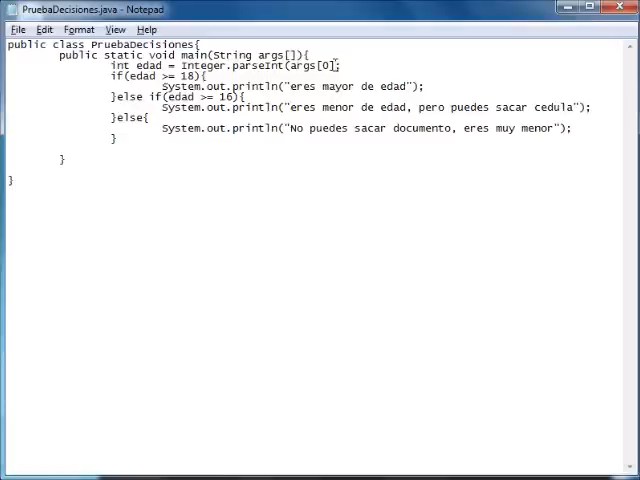 PruebaDecisiones.java - Notepad
File Edit Format View Help
public class PruebaDecisiones{
public static void main(String args[]){
int edad = Integer.parseInt(args[0];
if(edad >= 18){
System.out.println("eres mayor de edad");
}else if(edad >= 16){
System.out.println("eres menor de edad, pero puedes sacar cedula");
}else{
System.out.println("No puedes sacar documento, eres muy menor");
}
}
}